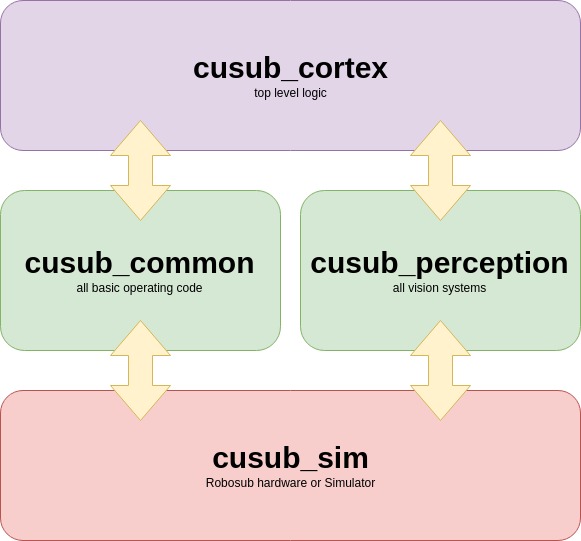 cusub_cortex
top level logic
cusub_common
all basic operating code
cusub_perception
all vision systems
cusub_sim
Robosub hardware or Simulator